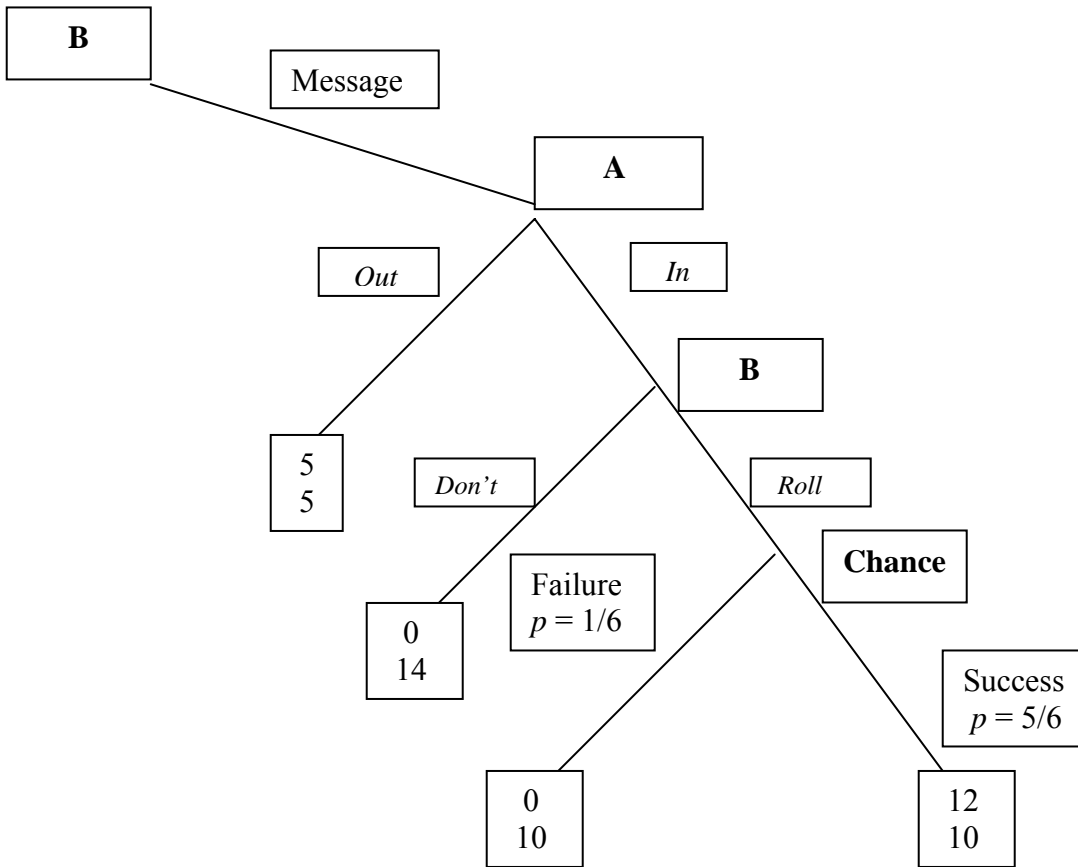 B
Message
A
Out
In
B
5
5
Don't
Roll
Chance
Failure
p = 1/6
0
14
Success
p = 5/6
0
10
12
10